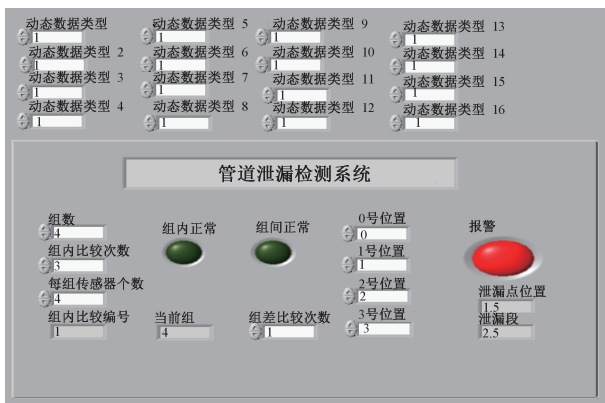 动态数据类型 动态数据类型 5 动态数据类型 9 动态数据类型 13
1 1 1 1
动态数据类型 2 动态数据类型 6 动态数据类型 10 动态数据类型 14
1 1 1 1
动态数据类型 3 动态数据类型 7 动态数据类型 11 动态数据类型 15
1 1 1 1
动态数据类型 4 动态数据类型 8 动态数据类型 12 动态数据类型 16
1 1 1 1
管道泄漏检测系统
组数 组内正常 组间正常 0号位置 报警
4 0
组内比较次数 1号位置
3 1
每组传感器个数 2号位置 泄漏点位置
4 2 1.5
组内比较编号 当前组 组差比较次数 3号位置 泄漏段
1 4 1 3 2.5